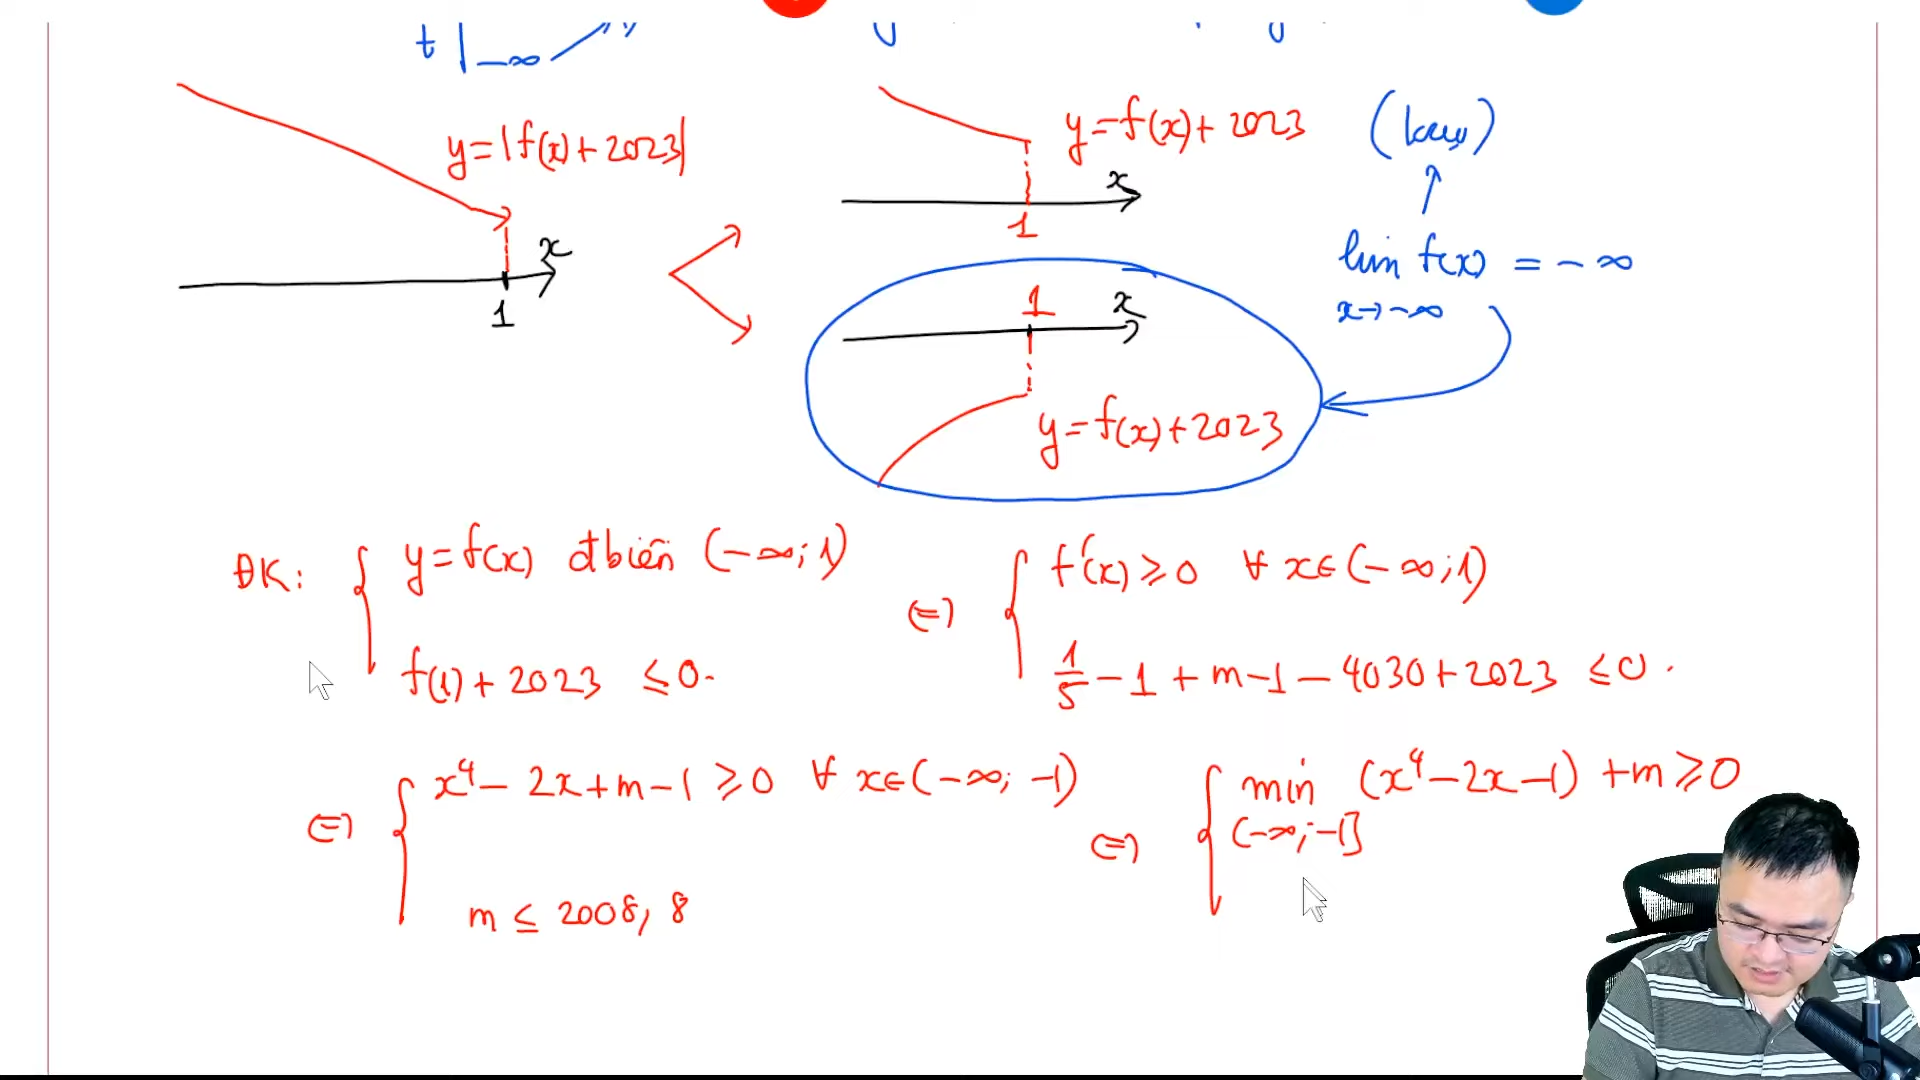 t | -∞
y = |f(x) + 2023|
x
1
y = f(x) + 2023
x
1
lim f(x) = -∞
x → -∞
1
x
y = f(x) + 2023
ĐK: { y = f(x) đbiến (-∞; 1)
f(1) + 2023 ≤ 0.
⇔ { f'(x) ≥ 0 ∀ x ∈ (-∞; 1)
1/5 - 1 + m - 1 - 4030 + 2023 ≤ 0.
⇔ { x⁴ - 2x + m - 1 ≥ 0 ∀ x ∈ (-∞; -1)
m ≤ 2008, 8
⇔ { min (x⁴ - 2x - 1) + m ≥ 0
(-∞; -1]